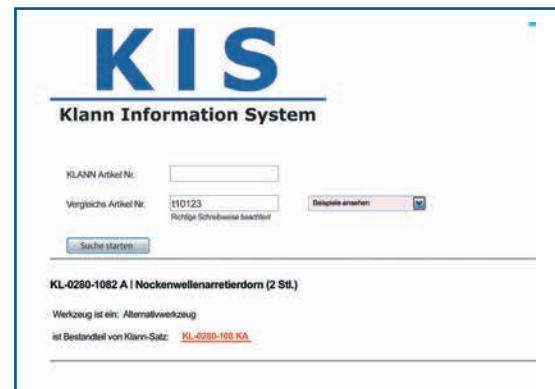 KIS
Klann Information System
KLANN Artikel Nr.
Vergleichs Artikel Nr. t10123 Beispiele ansehen
Richtige Schreibweise beachten!
Suche starten
KL-0280-1082 A | Nockenwellenarretierdorn (2 Stl.)
Werkzeug ist ein: Alternativwerkzeug
ist Bestandteil von Klann-Satz: KL-0280-108 KA